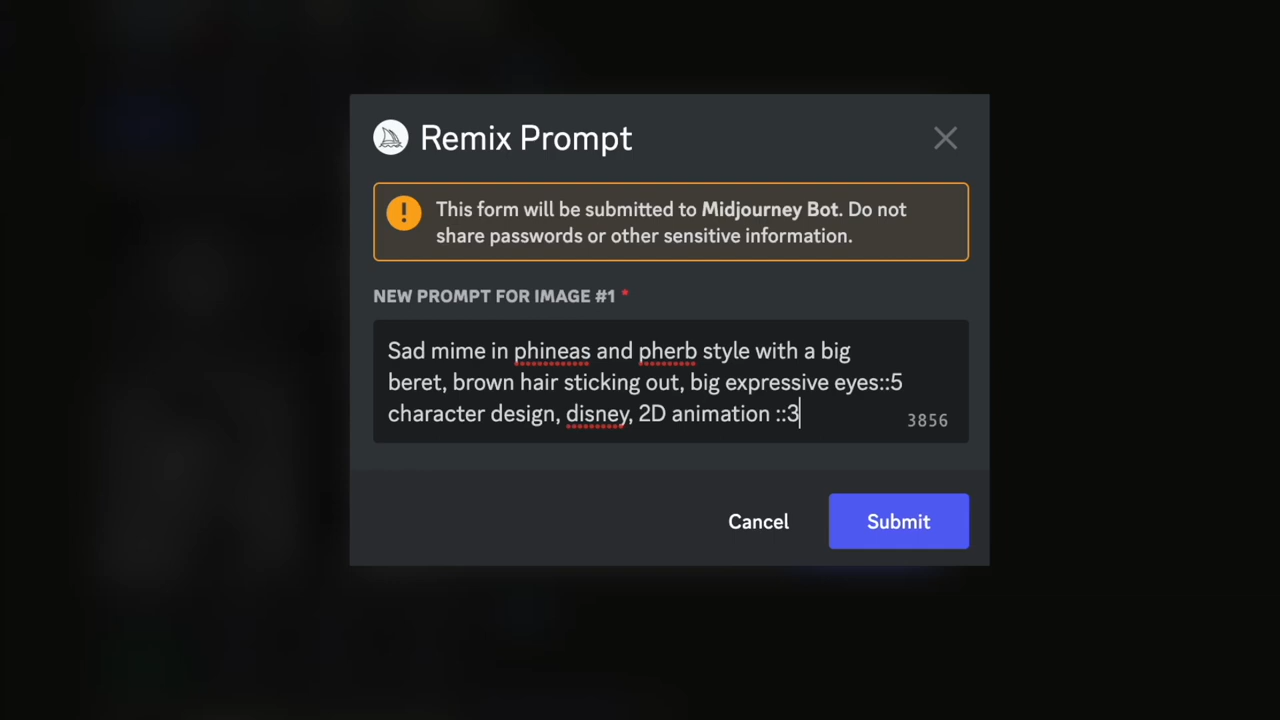 Remix Prompt
This form will be submitted to Midjourney Bot. Do not
share passwords or other sensitive information.
NEW PROMPT FOR IMAGE #1 *
Sad mime in phineas and pherb style with a big
beret, brown hair sticking out, big expressive eyes::5
character design, disney, 2D animation ::3
3856
Cancel
Submit